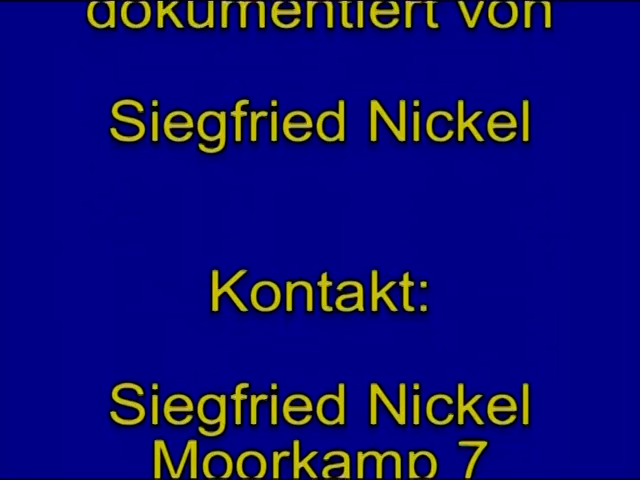 dokumentiert von
Siegfried Nickel
Kontakt:
Siegfried Nickel
Moorkamp 7